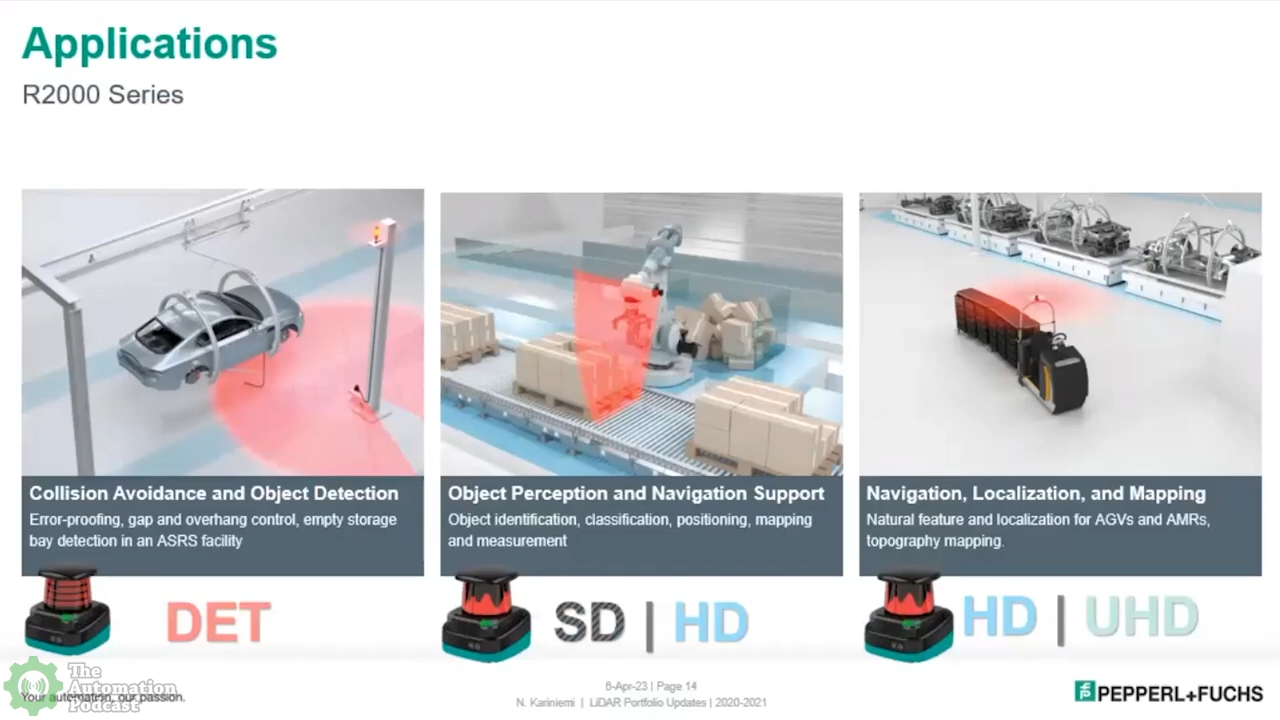 Applications
R2000 Series
Collision Avoidance and Object Detection
Error-proofing, gap and overhang control, empty storage
bay detection in an ASRS facility
Object Perception and Navigation Support
Object identification, classification, positioning, mapping
and measurement
Navigation, Localization, and Mapping
Natural feature and localization for AGVs and AMRs,
topography mapping.
DET
SD | HD
HD | UHD
The
Automation
Podcast
Your automation, our passion.
6-Apr-23 | Page 14
N. Kariniemi | LiDAR Portfolio Updates | 2020-2021
PEPPERL+FUCHS